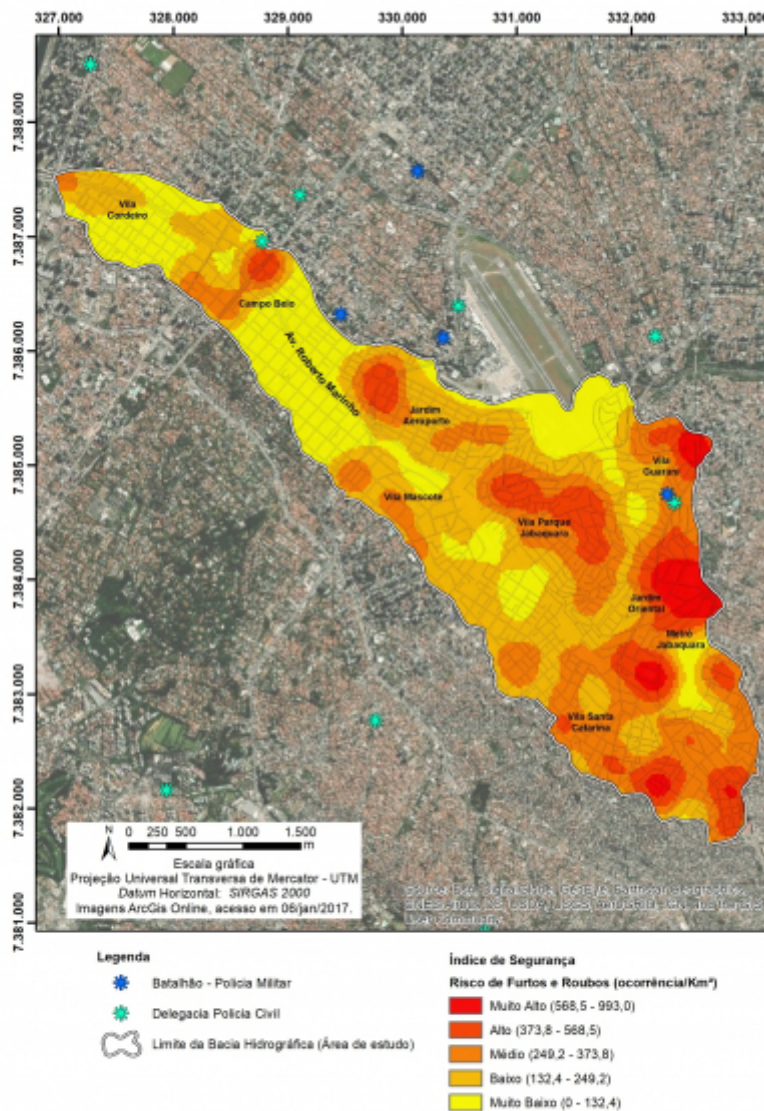 327.000 328.000 329.000 330.000 331.000 332.000 333.000
7.388.000
7.387.000
7.386.000
7.385.000
7.384.000
7.383.000
7.382.000
7.381.000
Vila
Cordeiro
Campo Belo
Av. Roberto Marinho
Jardim
Aeroporto
Vila
Guarani
Vila Mascote
Vila Parque
Jabaquara
Jardim
Oriental
Metrô
Jabaquara
Vila Santa
Catarina
N
0 250 500 1.000 1.500
m
Escala gráfica
Projeção Universal Transversa de Mercator - UTM
Datum Horizontal: SIRGAS 2000
Imagens ArcGis Online, acesso em 06/jan/2017.
Legenda
Batalhão - Policia Militar
Delegacia Policia Civil
Limite da Bacia Hidrográfica (Área de estudo)
Índice de Segurança
Risco de Furtos e Roubos (ocorrência/Km²)
Muito Alto (568,5 - 993,0)
Alto (373,8 - 568,5)
Médio (249,2 - 373,8)
Baixo (132,4 - 249,2)
Muito Baixo (0 - 132,4)